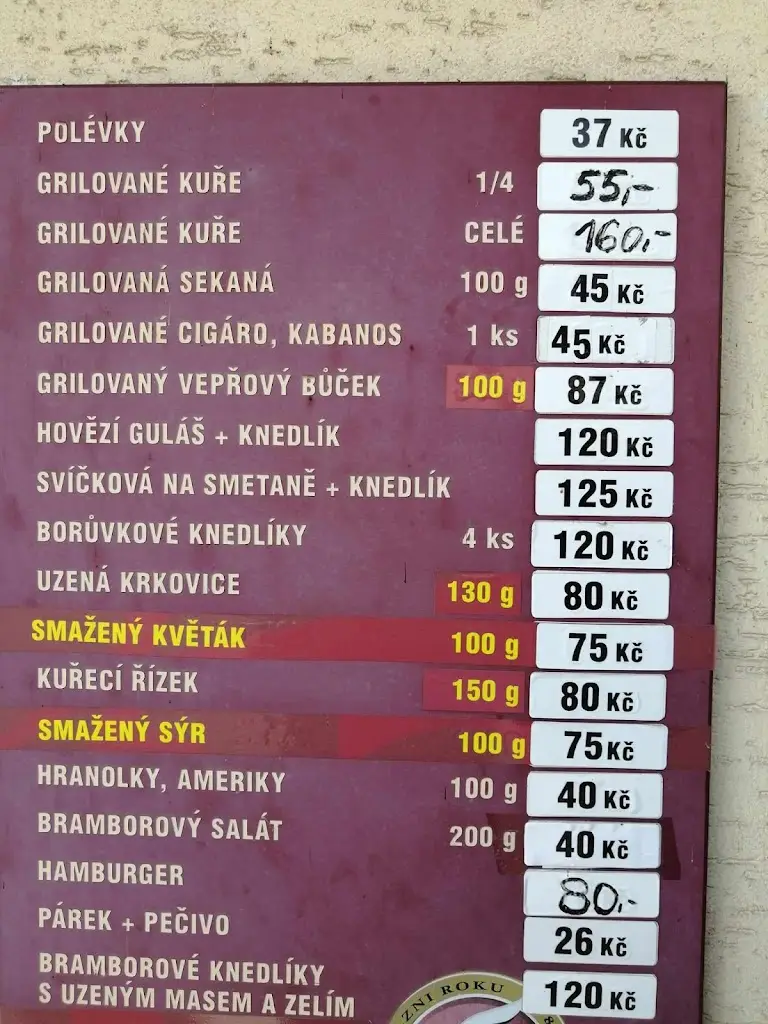 POLÉVKY 37 Kč
GRILOVANÉ KUŘE 1/4 55,-
GRILOVANÉ KUŘE CELÉ 160,-
GRILOVANÁ SEKANÁ 100 g 45 Kč
GRILOVANÉ CIGÁRO, KABANOS 1 ks 45 Kč
GRILOVANÝ VEPŘOVÝ BŮČEK 100 g 87 Kč
HOVĚZÍ GULÁŠ + KNEDLÍK 120 Kč
SVÍČKOVÁ NA SMETANĚ + KNEDLÍK 125 Kč
BORŮVKOVÉ KNEDLÍKY 4 ks 120 Kč
UZENÁ KRKOVICE 130 g 80 Kč
SMAŽENÝ KVĚTÁK 100 g 75 Kč
KUŘECÍ ŘÍZEK 150 g 80 Kč
SMAŽENÝ SÝR 100 g 75 Kč
HRANOLKY, AMERIKY 100 g 40 Kč
BRAMBOROVÝ SALÁT 200 g 40 Kč
HAMBURGER 80,-
PÁREK + PEČIVO 26 Kč
BRAMBOROVÉ KNEDLÍKY
S UZENÝM MASEM A ZELÍM 120 Kč
ZNI ROKU